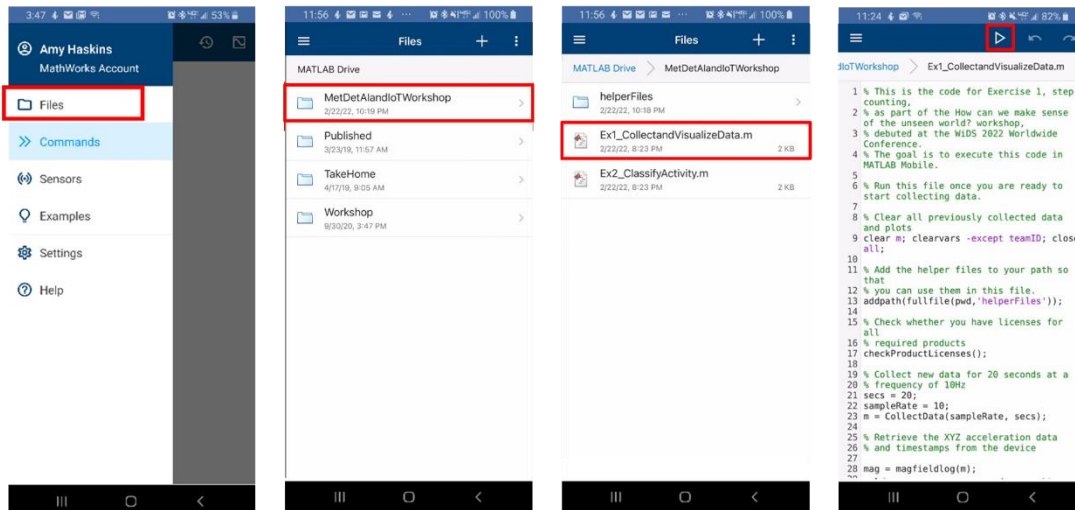 3:47 53%
Amy Haskins
MathWorks Account
Files
Commands
Sensors
Examples
Settings
Help
11:56 100%
Files
MATLAB Drive
MetDetAIandIoTWorkshop
2/22/22, 10:19 PM
Published
3/23/19, 11:57 AM
TakeHome
4/17/19, 9:05 AM
Workshop
9/30/20, 3:47 PM
11:56 100%
Files
MATLAB Drive > MetDetAIandIoTWorkshop
helperFiles
2/22/22, 10:18 PM
Ex1_CollectandVisualizeData.m
2/22/22, 8:23 PM 2 KB
Ex2_ClassifyActivity.m
2/22/22, 8:23 PM 2 KB
11:24 82%
dIoTWorkshop > Ex1_CollectandVisualizeData.m
1 % This is the code for Exercise 1, step
counting,
2 % as part of the How can we make sense
of the unseen world? workshop,
3 % debuted at the WiDS 2022 Worldwide
Conference.
4 % The goal is to execute this code in
MATLAB Mobile.
5
6 % Run this file once you are ready to
start collecting data.
7
8 % Clear all previously collected data
and plots
9 clear m; clearvars -except teamID; close
all;
10
11 % Add the helper files to your path so
that
12 % you can use them in this file.
13 addpath(fullfile(pwd,'helperFiles'));
14
15 % Check whether you have licenses for
all
16 % required products
17 checkProductLicenses();
18
19 % Collect new data for 20 seconds at a
20 % frequency of 10Hz
21 secs = 20;
22 sampleRate = 10;
23 m = CollectData(sampleRate, secs);
24
25 % Retrieve the XYZ acceleration data
26 % and timestamps from the device
27
28 mag = magfieldlog(m);